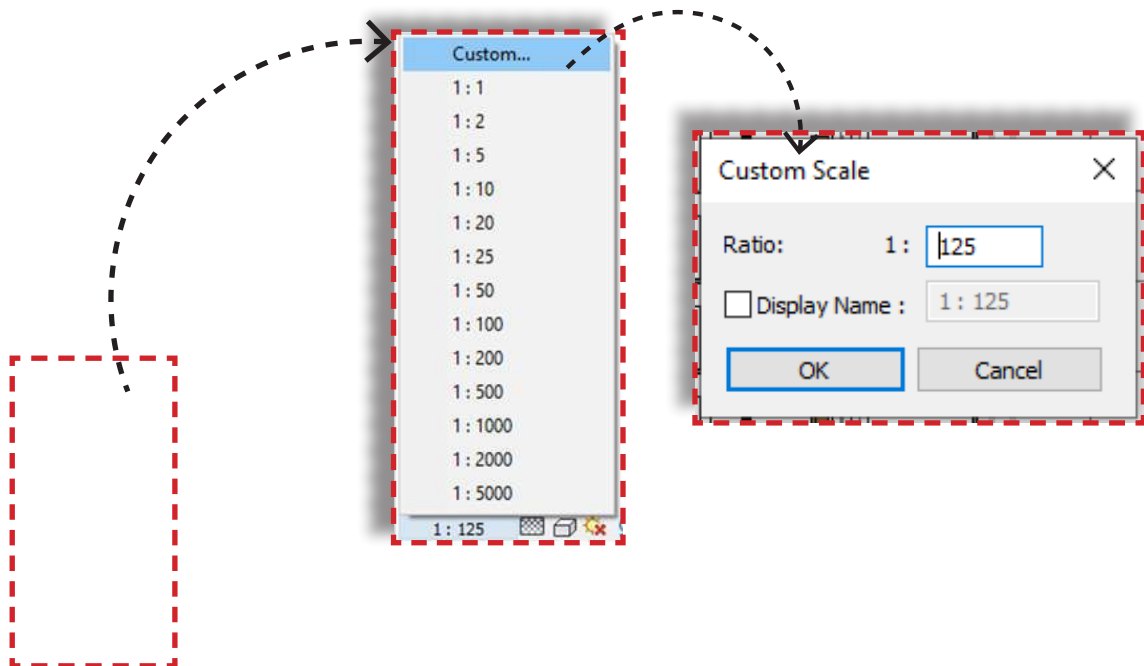 Custom...
1 : 1
1 : 2
1 : 5
1 : 10
1 : 20
1 : 25
1 : 50
1 : 100
1 : 200
1 : 500
1 : 1000
1 : 2000
1 : 5000
1 : 125
Custom Scale
Ratio: 1 : 125
Display Name : 1 : 125
OK Cancel